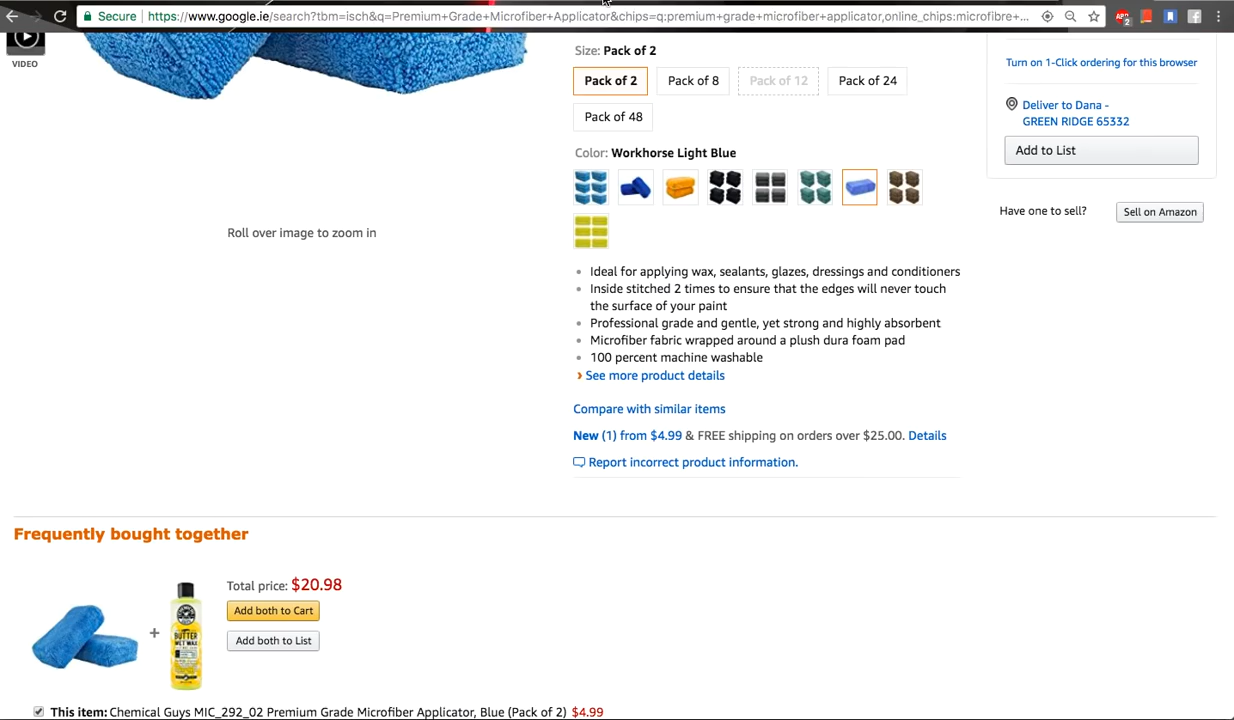 Secure
https://www.google.ie/search?tbm=isch&q=Premium+Grade+Microfiber+Applicator&chips=q:premium+grade+microfiber+applicator,online_chips:microfibre+...
2
VIDEO
Size: Pack of 2
Pack of 2
Pack of 8
Pack of 12
Pack of 24
Pack of 48
Color: Workhorse Light Blue
Roll over image to zoom in
Ideal for applying wax, sealants, glazes, dressings and conditioners
Inside stitched 2 times to ensure that the edges will never touch
the surface of your paint
Professional grade and gentle, yet strong and highly absorbent
Microfiber fabric wrapped around a plush dura foam pad
100 percent machine washable
› See more product details
Compare with similar items
New (1) from $4.99 & FREE shipping on orders over $25.00. Details
Report incorrect product information.
Turn on 1-Click ordering for this browser
Deliver to Dana -
GREEN RIDGE 65332
Add to List
Have one to sell?
Sell on Amazon
Frequently bought together
+
BUTTER
WET WAX
Total price: $20.98
Add both to Cart
Add both to List
This item: Chemical Guys MIC_292_02 Premium Grade Microfiber Applicator, Blue (Pack of 2) $4.99